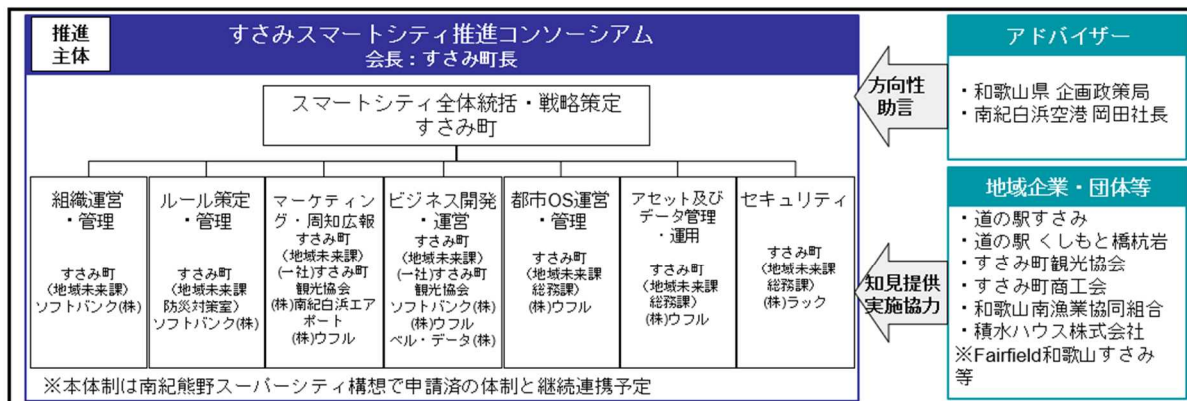 推進
主体
すさみスマートシティ推進コンソーシアム
会長：すさみ町長
スマートシティ全体統括・戦略策定
すさみ町
組織運営
・管理
すさみ町
(地域未来課)
ソフトバンク(株)
ルール策定
・管理
すさみ町
(地域未来課
防災対策室)
ソフトバンク(株)
マーケティン
グ・周知広報
すさみ町
(地域未来課)
(一社)すさみ町
観光協会
(株)南紀白浜エア
ポート
(株)ウフル
ビジネス開発
・運営
すさみ町
(地域未来課)
(一社)すさみ町
観光協会
ソフトバンク(株)
(株)ウフル
ベル・データ(株)
都市OS運営
・管理
すさみ町
(地域未来課
総務課)
(株)ウフル
アセット及び
データ管理
・運用
すさみ町
(地域未来課
総務課)
(株)ウフル
セキュリティ
すさみ町
(地域未来課
総務課)
(株)ラック
※本体制は南紀熊野スーパーシティ構想で申請済の体制と継続連携予定
方向性
助言
知見提供
実施協力
アドバイザー
・和歌山県 企画政策局
・南紀白浜空港 岡田社長
地域企業・団体等
・道の駅すさみ
・道の駅 くしもと橋杭岩
・すさみ町観光協会
・すさみ町商工会
・和歌山南漁業協同組合
・積水ハウス株式会社
※Fairfield和歌山すさみ
等